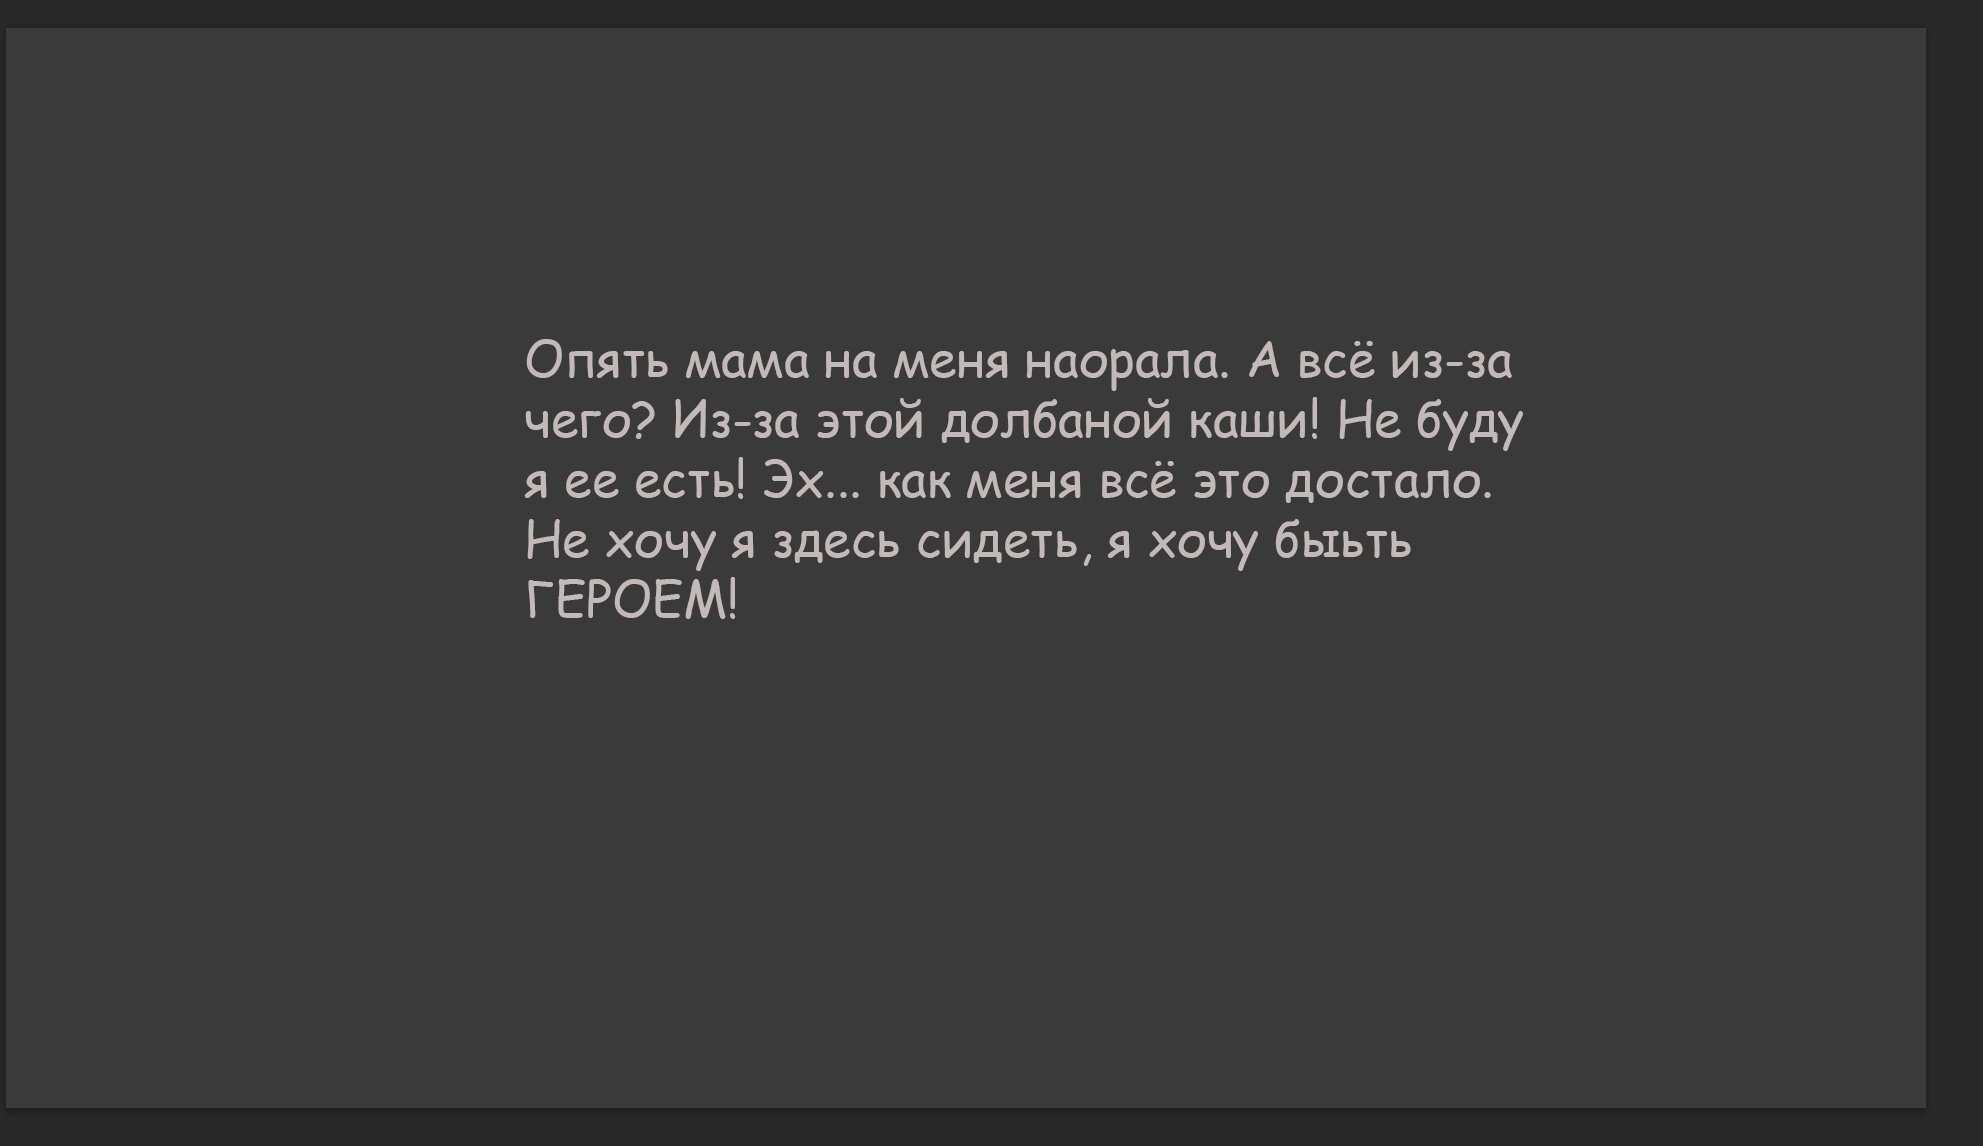 Опять мама на меня наорала. А всё из-за
чего? Из-за этой долбаной каши! Не буду
я ее есть! Эх... как меня всё это достало.
Не хочу я здесь сидеть, я хочу быьть
ГЕРОЕМ!